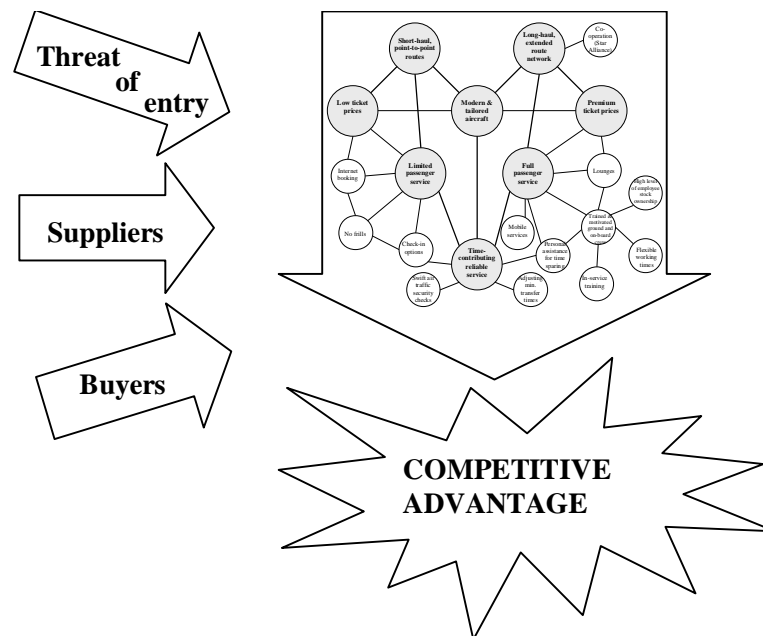 Threat
of
entry
Suppliers
Buyers
Short-haul,
point-to-point
routes
Long-haul,
extended
route
network
Co-
operation
(Star
Alliance)
Low ticket
prices
Modern &
tailored
aircraft
Premium
ticket prices
Internet
booking
Limited
passenger
service
Full
passenger
service
Lounges
High level
of employee
stock
ownership
No frills
Check-in
options
Mobile
services
Trained &
motivated
ground and
on-board
Time-
contributing
reliable
service
Personal
assistance
for time
sparing
Flexible
working
times
Swift air
traffic
security
checks
Adjusting
min.
transfer
times
In-service
training
COMPETITIVE
ADVANTAGE